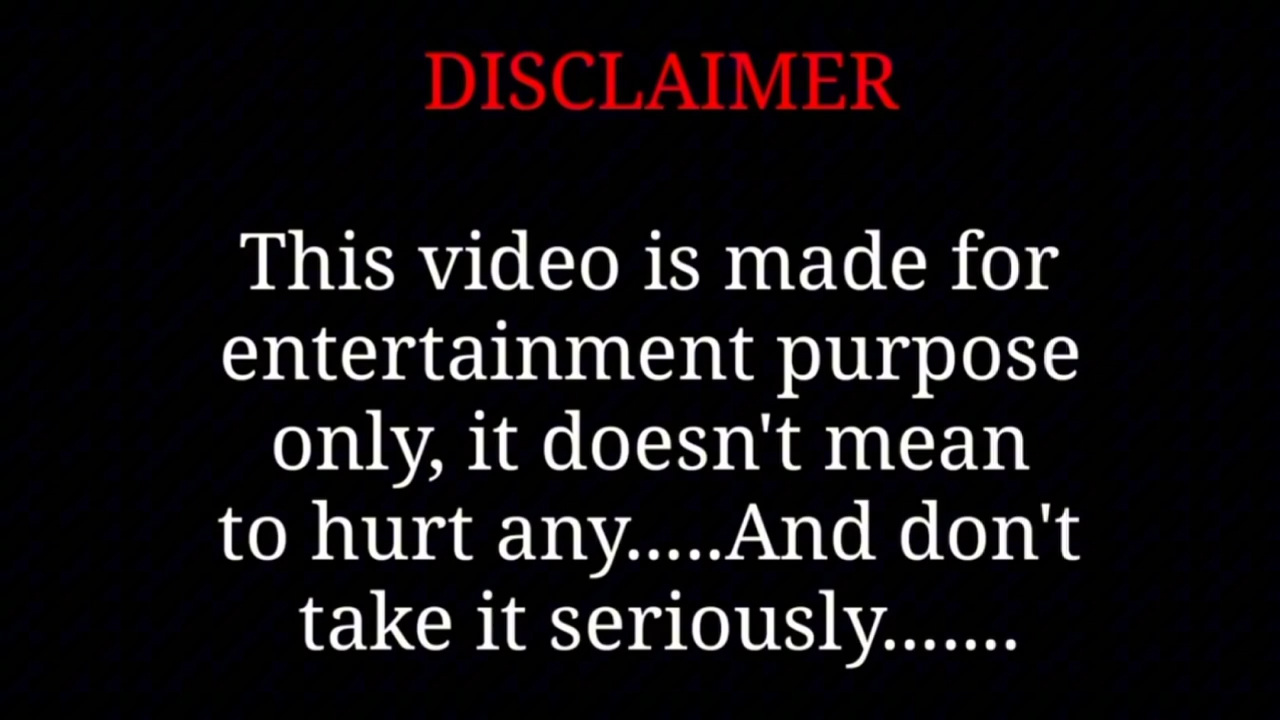 DISCLAIMER
This video is made for
entertainment purpose
only, it doesn't mean
to hurt any.....And don't
take it seriously.......